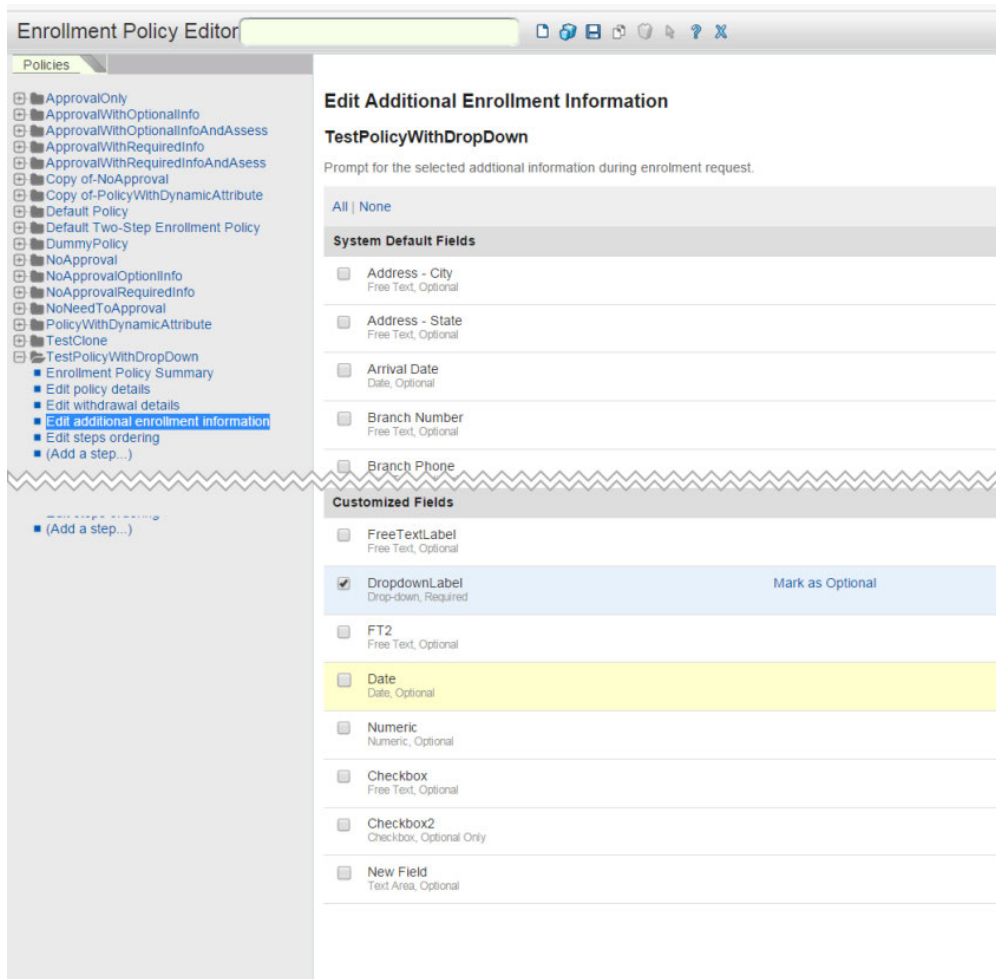 Enrollment Policy Editor
Policies
ApprovalOnly
ApprovalWithOptionalInfo
ApprovalWithOptionalInfoAndAssess
ApprovalWithRequiredInfo
ApprovalWithRequiredInfoAndAsess
Copy of-NoApproval
Copy of-PolicyWithDynamicAttribute
Default Policy
Default Two-Step Enrollment Policy
DummyPolicy
NoApproval
NoApprovalOptionlInfo
NoApprovalRequiredInfo
NoNeedToApproval
PolicyWithDynamicAttribute
TestClone
TestPolicyWithDropDown
Enrollment Policy Summary
Edit policy details
Edit withdrawal details
Edit additional enrollment information
Edit steps ordering
(Add a step...)
(Add a step...)
Edit Additional Enrollment Information
TestPolicyWithDropDown
Prompt for the selected addtional information during enrolment request.
All | None
System Default Fields
Address - City
Free Text, Optional
Address - State
Free Text, Optional
Arrival Date
Date, Optional
Branch Number
Free Text, Optional
Branch Phone
Customized Fields
FreeTextLabel
Free Text, Optional
DropdownLabel Mark as Optional
Drop-down, Required
FT2
Free Text, Optional
Date
Date, Optional
Numeric
Numeric, Optional
Checkbox
Free Text, Optional
Checkbox2
Checkbox, Optional Only
New Field
Text Area, Optional